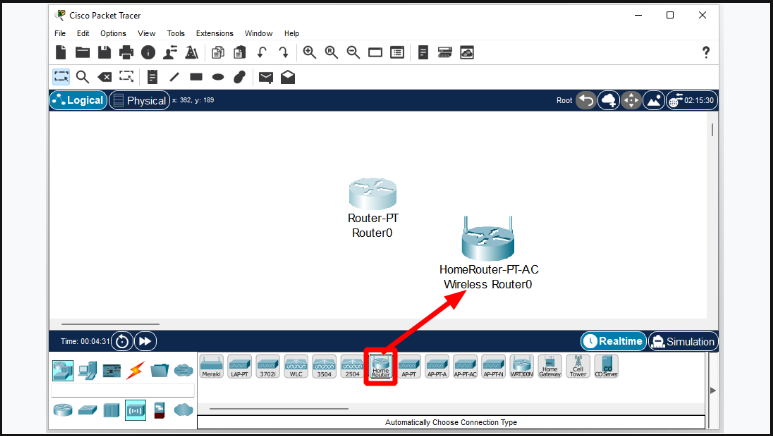 Cisco Packet Tracer
File Edit Options View Tools Extensions Window Help
Logical Physical x: 382, y: 189 Root 02:15:30
Router-PT
Router0
HomeRouter-PT-AC
Wireless Router0
Time: 00:04:31 Realtime Simulation
Meraki LAP-PT 3702i WLC 3504 2504 Home Router AP-PT AP-PT-A AP-PT-AC AP-PT-N WRT300N Home Gateway Cell Tower CO Server
Automatically Choose Connection Type